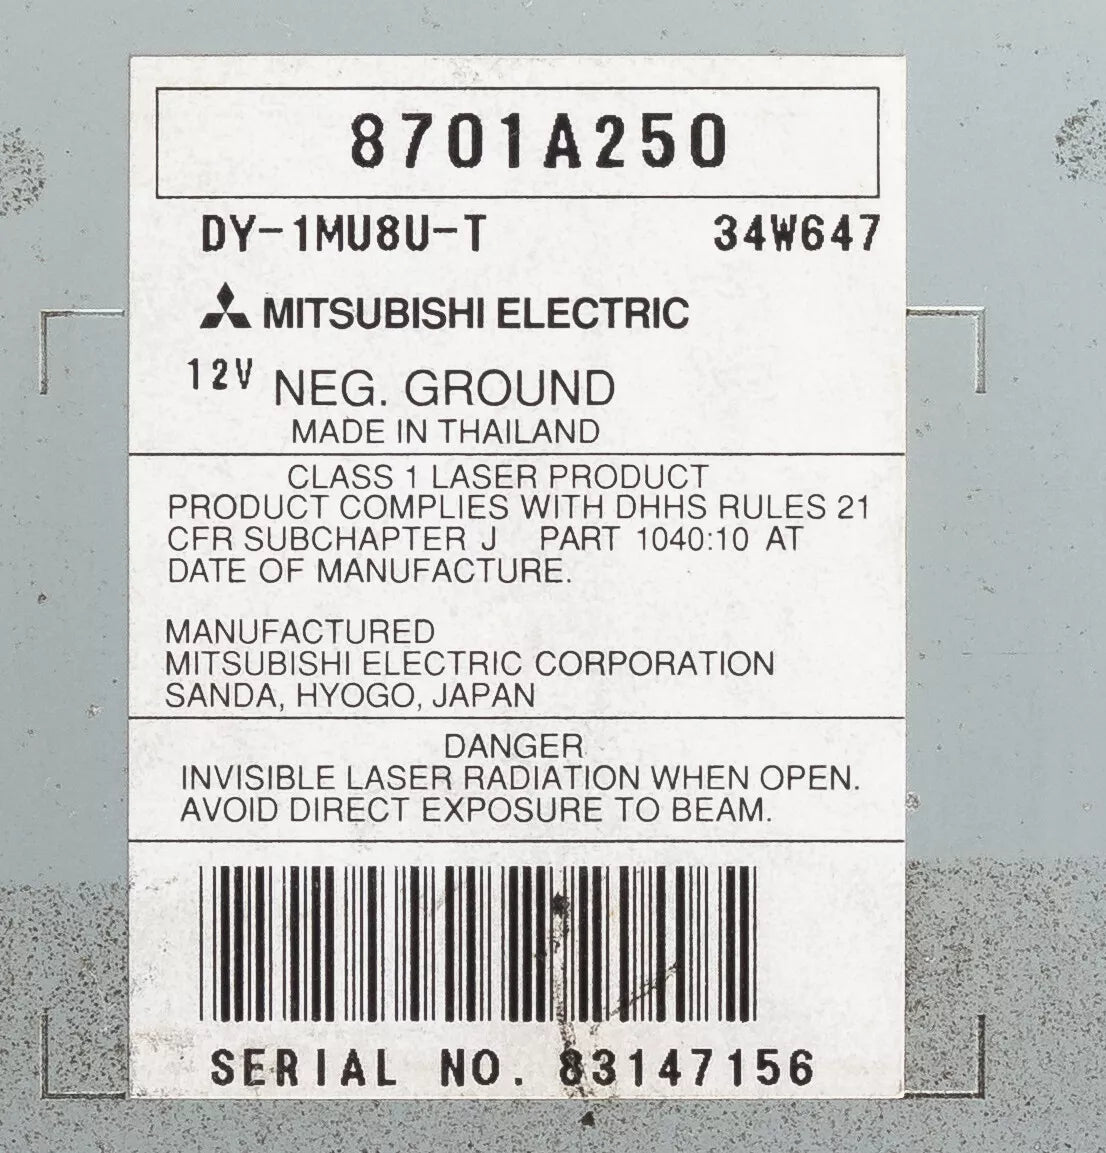 8701A250
DY-1MU8U-T 34W647
MITSUBISHI ELECTRIC
12V NEG. GROUND
MADE IN THAILAND
CLASS 1 LASER PRODUCT
PRODUCT COMPLIES WITH DHHS RULES 21
CFR SUBCHAPTER J PART 1040:10 AT
DATE OF MANUFACTURE.
MANUFACTURED
MITSUBISHI ELECTRIC CORPORATION
SANDA, HYOGO, JAPAN
DANGER
INVISIBLE LASER RADIATION WHEN OPEN.
AVOID DIRECT EXPOSURE TO BEAM.
SERIAL NO. 83147156